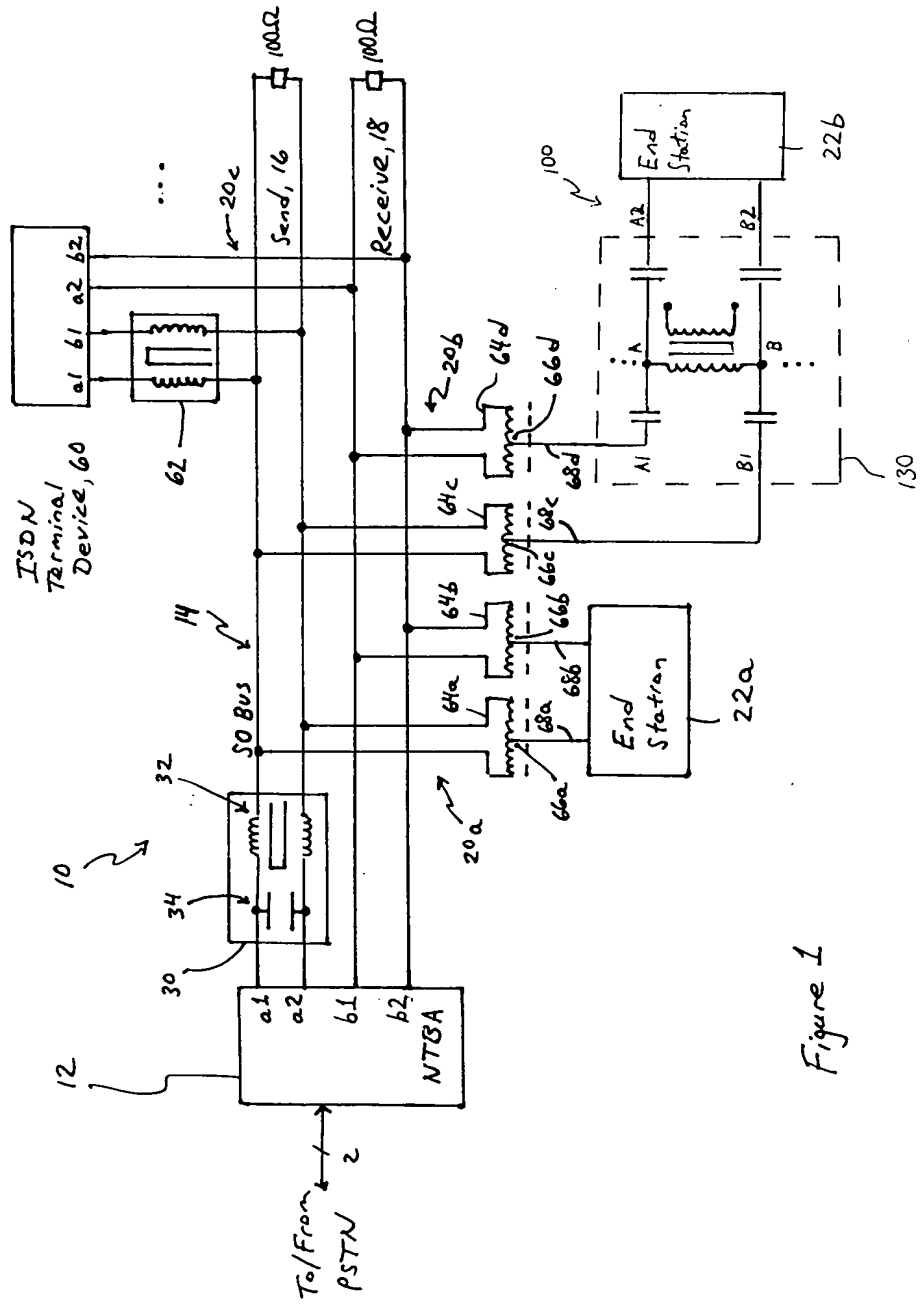 ISDN
Terminal
Device, 60
a1
b1
a2
b2
62
20c
...
100Ω
100Ω
Send, 16
Receive, 18
14
SO BUS
32
34
10
30
12
a1
a2
b1
b2
NTBA
2
To/From
PSTN
20a
64a
64b
64c
64d
20b
66a
66b
66c
66d
68a
68b
68c
68d
End
Station
22a
100
A1
A
A2
B1
B
B2
...
...
End
Station
22b
130
Figure 1